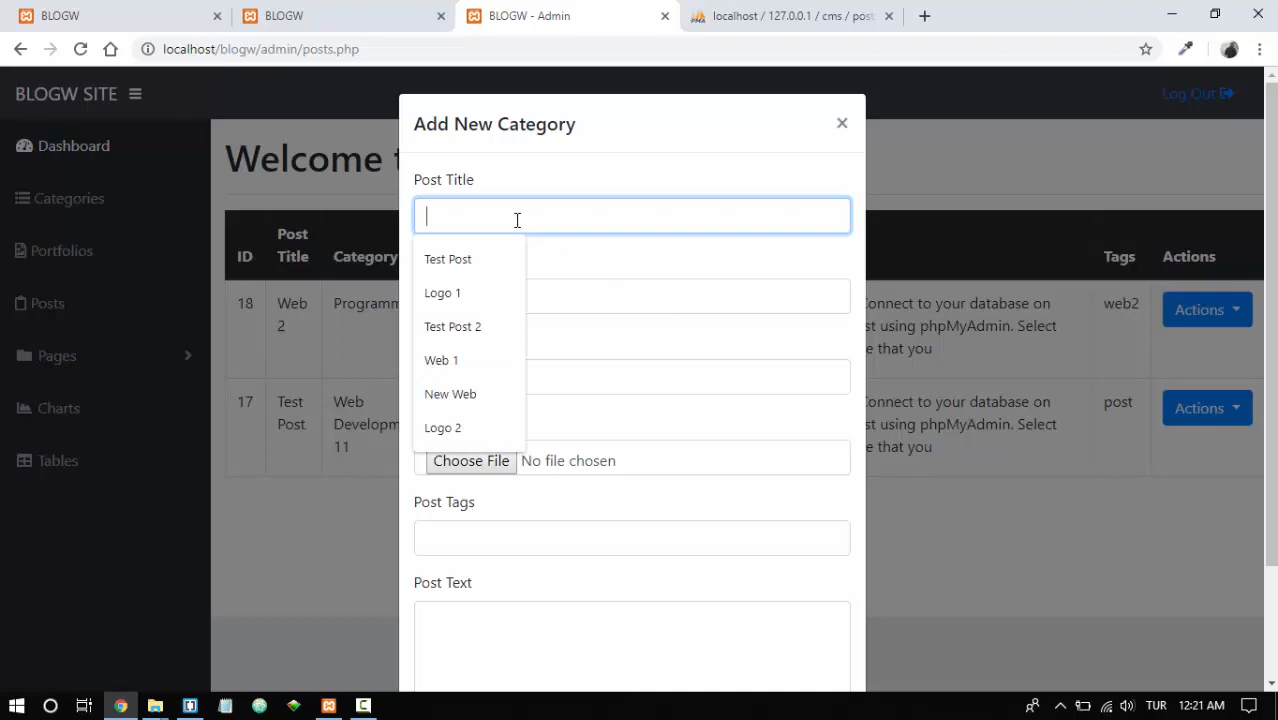 BLOGW
BLOGW
BLOGW - Admin
localhost / 127.0.0.1 / cms / post
localhost/blogw/admin/posts.php
BLOGW SITE
Log Out
Dashboard
Categories
Portfolios
Posts
Pages
Charts
Tables
Welcome t
ID
Post
Title
Category
Tags
Actions
18
Web
2
Programm
Connect to your database on
st using phpMyAdmin. Select
e that you
web2
Actions
17
Test
Post
Web
Developm
11
Connect to your database on
st using phpMyAdmin. Select
e that you
post
Actions
Add New Category
×
Post Title
Test Post
Logo 1
Test Post 2
Web 1
New Web
Logo 2
Choose File No file chosen
Post Tags
Post Text
TUR
12:21 AM